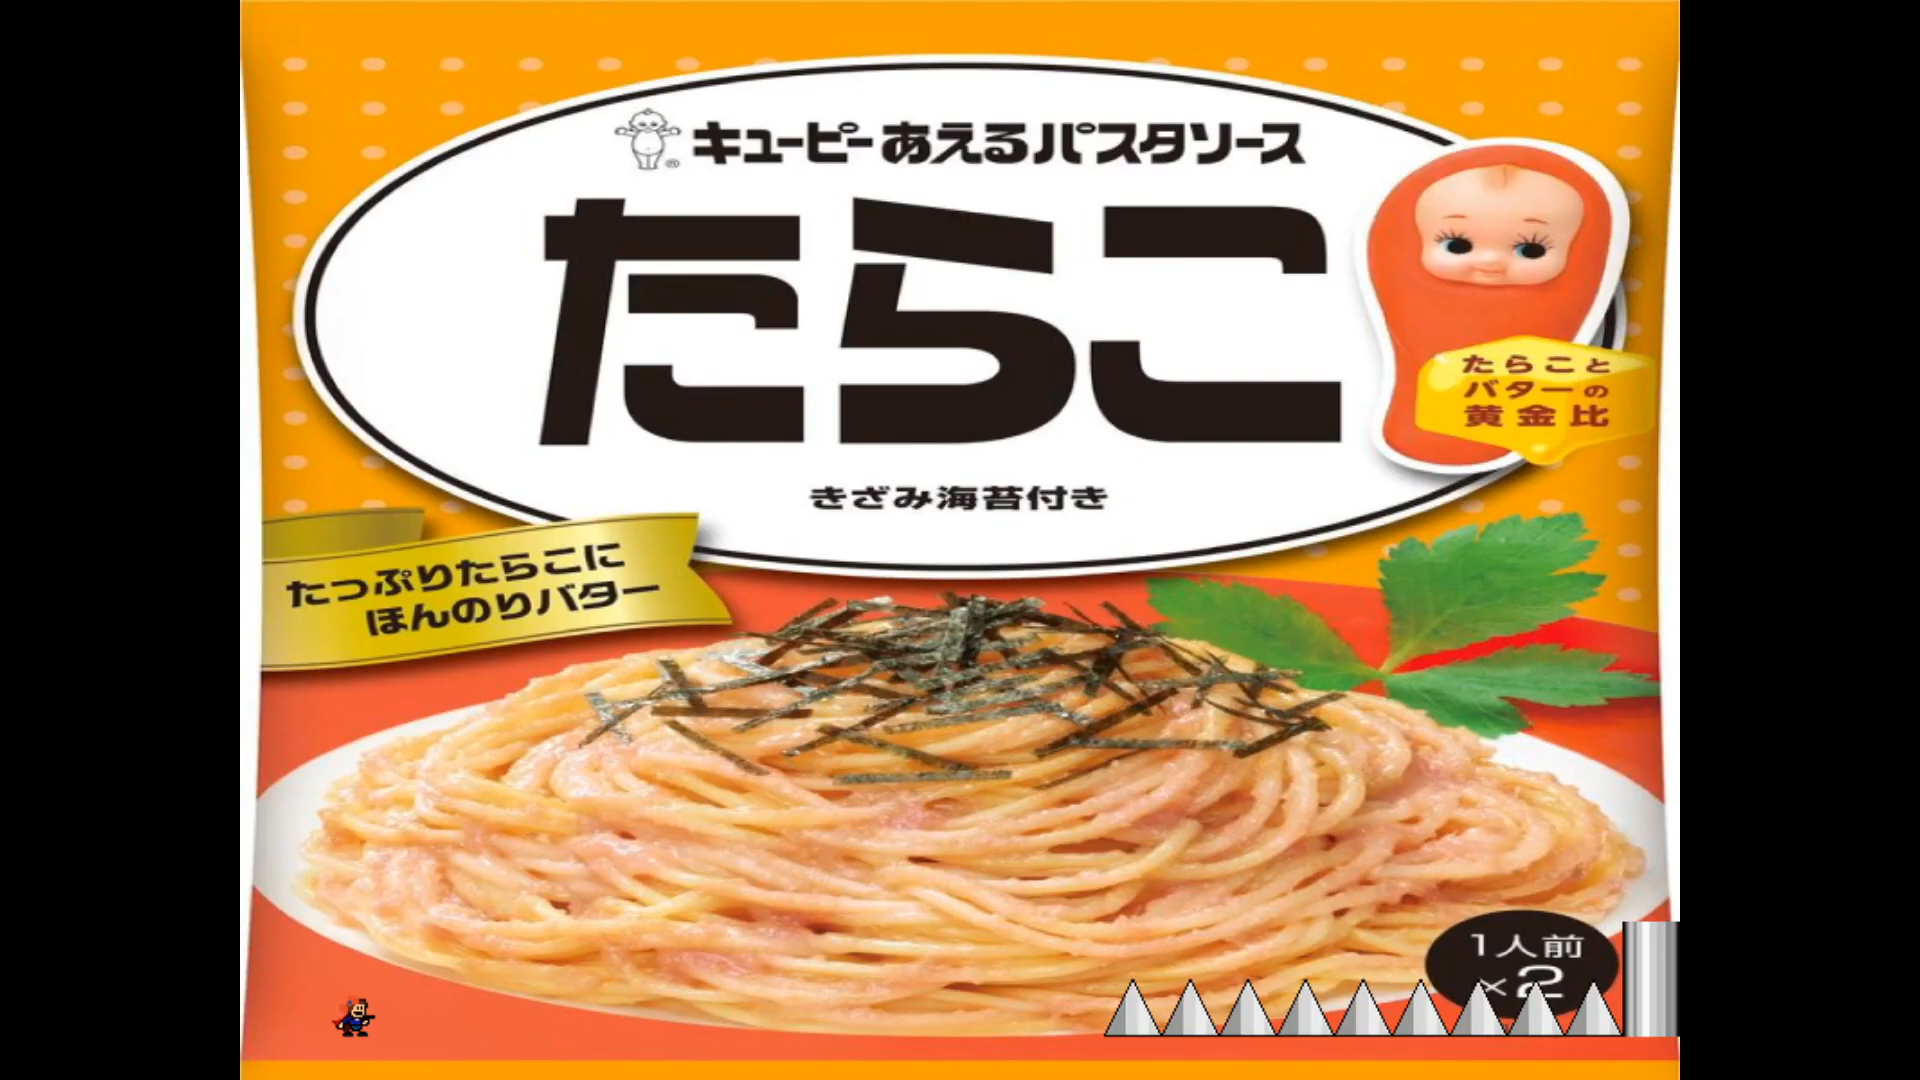 キユーピーあえるパスタソース
たらこ
たらこと
バターの
黄金比
きざみ海苔付き
たっぷりたらこに
ほんのりバター
1人前
×2